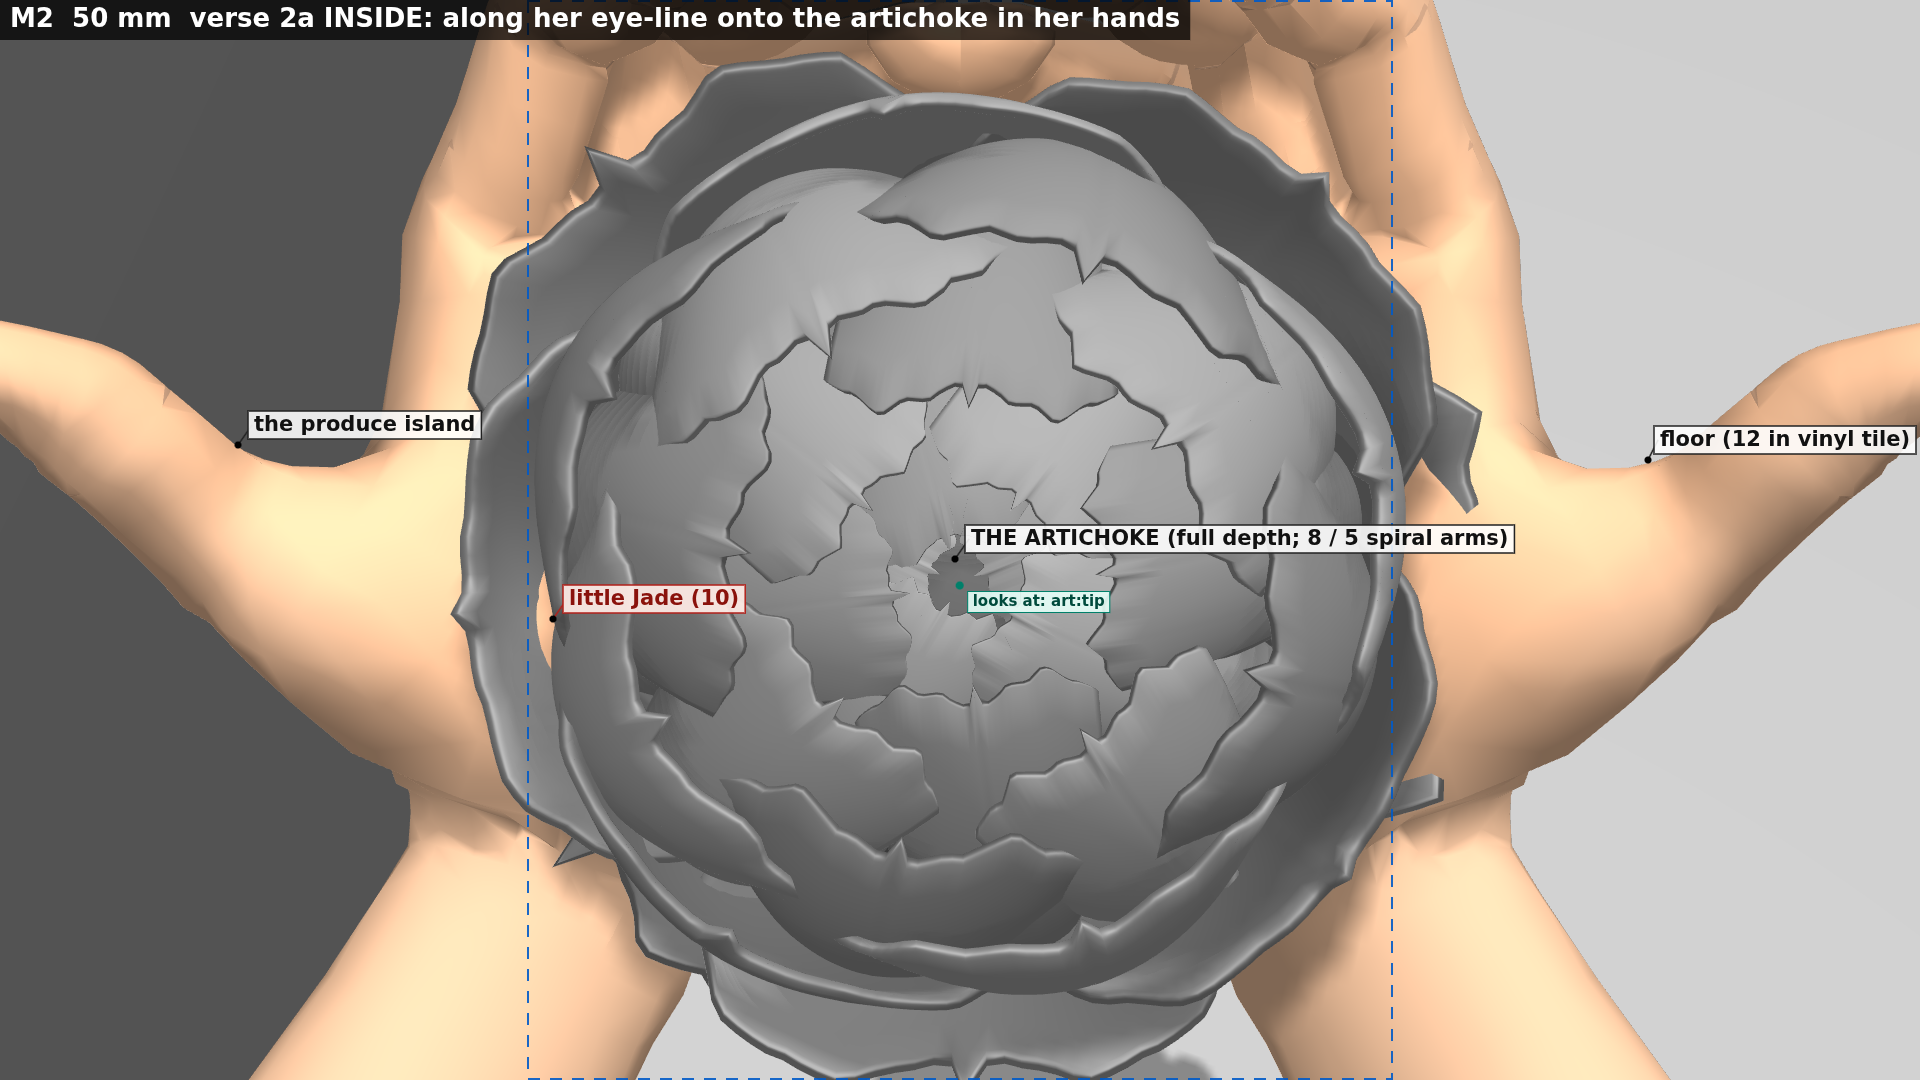 M2  50 mm  verse 2a INSIDE: along her eye-line onto the artichoke in her hands
the produce island
floor (12 in vinyl tile)
THE ARTICHOKE (full depth; 8 / 5 spiral arms)
little Jade (10)
looks at: art:tip